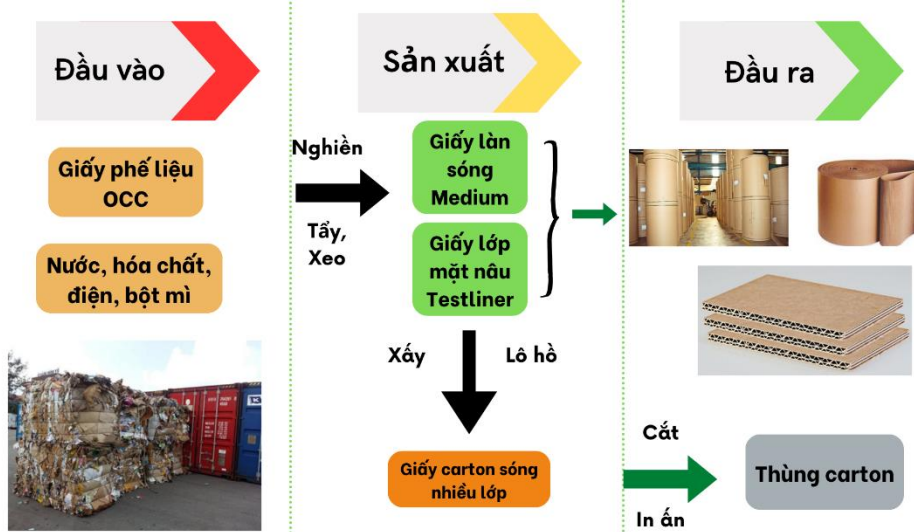 Đầu vào
Sản xuất
Đầu ra
Giấy phế liệu
OCC
Nước, hóa chất,
điện, bột mì
Nghiền
Tẩy,
Xeo
Giấy làn
sóng
Medium
Giấy lớp
mặt nâu
Testliner
Xấy
Lô hồ
Giấy carton sóng
nhiều lớp
Cắt
In ấn
Thùng carton